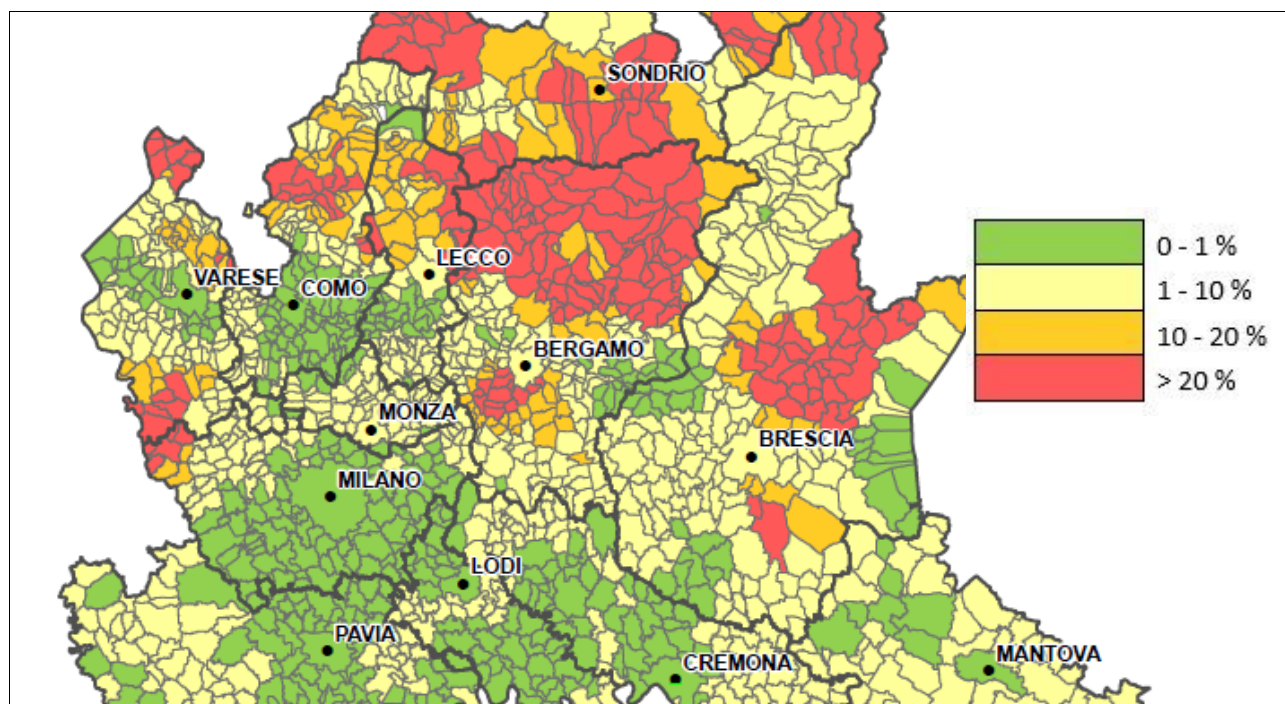 SONDRIO
0 - 1 %
LECCO
VARESE
COMO
1 - 10 %
10 - 20 %
BERGAMO
> 20 %
MONZA
BRESCIA
MILANO
LODI
PAVIA
CREMONA
MANTOVA